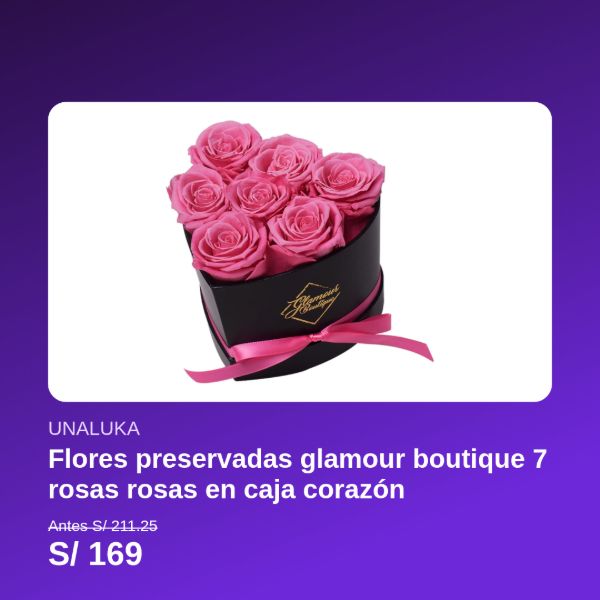 Glamour
Boutique
UNALUKA
Flores preservadas glamour boutique 7
rosas rosas en caja corazón
Antes S/ 211.25
S/ 169